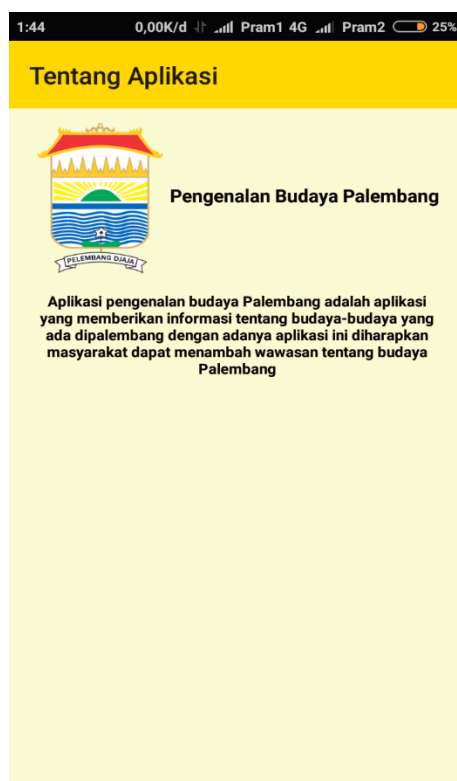 1:44 0,00K/d Pram1 4G Pram2 25%
Tentang Aplikasi
Pengenalan Budaya Palembang
PELEMBANG DJAJA
Aplikasi pengenalan budaya Palembang adalah aplikasi
yang memberikan informasi tentang budaya-budaya yang
ada dipalembang dengan adanya aplikasi ini diharapkan
masyarakat dapat menambah wawasan tentang budaya
Palembang